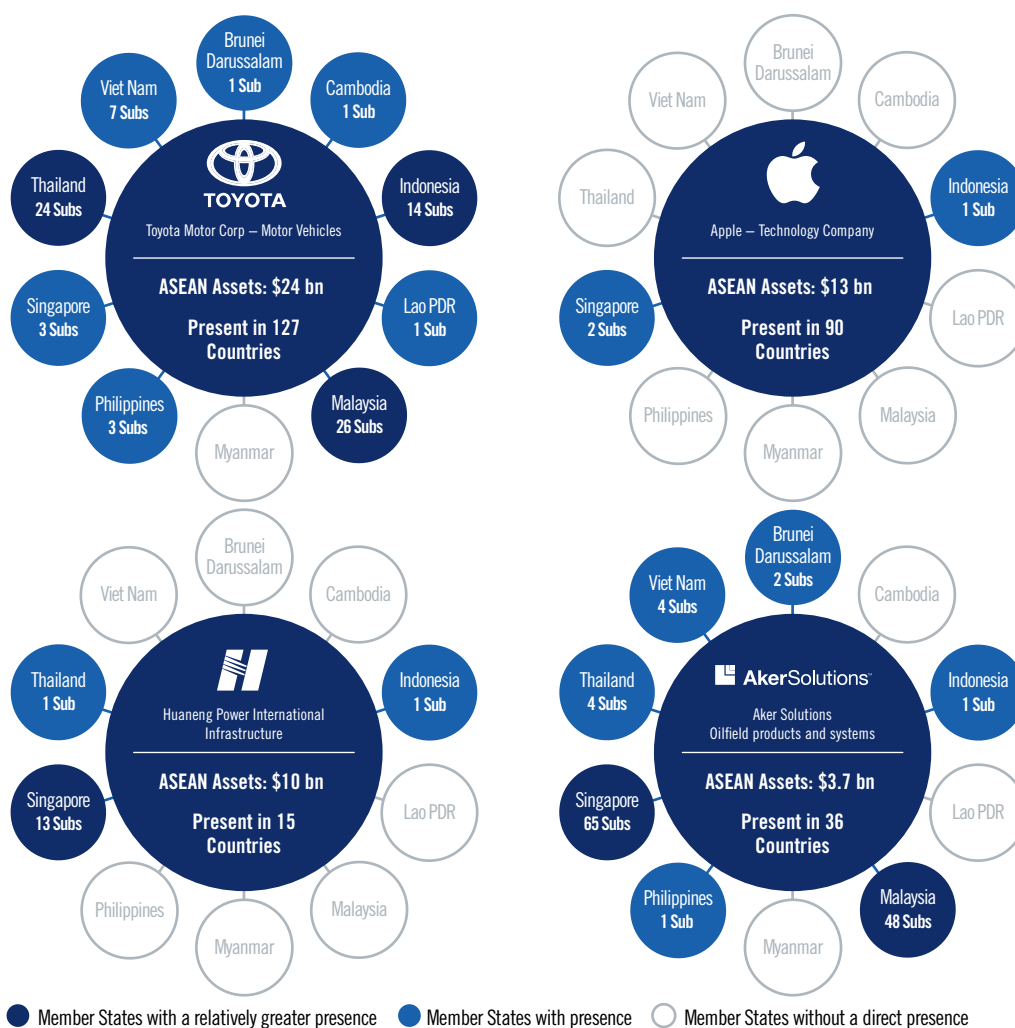 Brunei
Darussalam
1 Sub
Viet Nam
7 Subs
Cambodia
1 Sub
Thailand
24 Subs
Indonesia
14 Subs
TOYOTA
Toyota Motor Corp – Motor Vehicles
ASEAN Assets: $24 bn
Present in 127
Countries
Singapore
3 Subs
Lao PDR
1 Sub
Philippines
3 Subs
Malaysia
26 Subs
Myanmar
Brunei
Darussalam
Viet Nam
Cambodia
Thailand
Indonesia
1 Sub
Apple – Technology Company
ASEAN Assets: $13 bn
Present in 90
Countries
Singapore
2 Subs
Lao PDR
Philippines
Malaysia
Myanmar
Brunei
Darussalam
Viet Nam
Cambodia
Thailand
1 Sub
Indonesia
1 Sub
Huaneng Power International
Infrastructure
ASEAN Assets: $10 bn
Present in 15
Countries
Singapore
13 Subs
Lao PDR
Philippines
Malaysia
Myanmar
Brunei
Darussalam
2 Subs
Viet Nam
4 Subs
Cambodia
Thailand
4 Subs
Indonesia
1 Sub
AkerSolutions
Aker Solutions
Oilfield products and systems
ASEAN Assets: $3.7 bn
Present in 36
Countries
Singapore
65 Subs
Lao PDR
Philippines
1 Sub
Malaysia
48 Subs
Myanmar
Member States with a relatively greater presence
Member States with presence
Member States without a direct presence